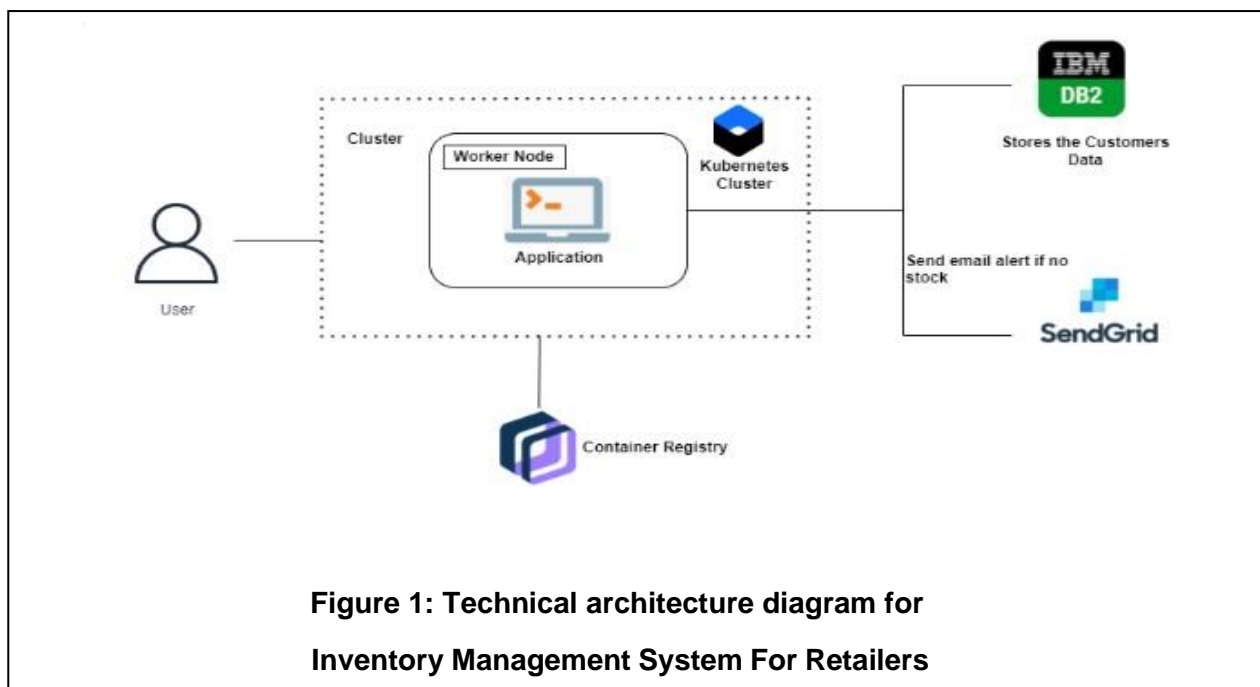 IBM
DB2
Stores the Customers
Data
Cluster
Worker Node
Kubernetes
Cluster
Application
User
Send email alert if no
stock
SendGrid
Container Registry
Figure 1: Technical architecture diagram for
Inventory Management System For Retailers